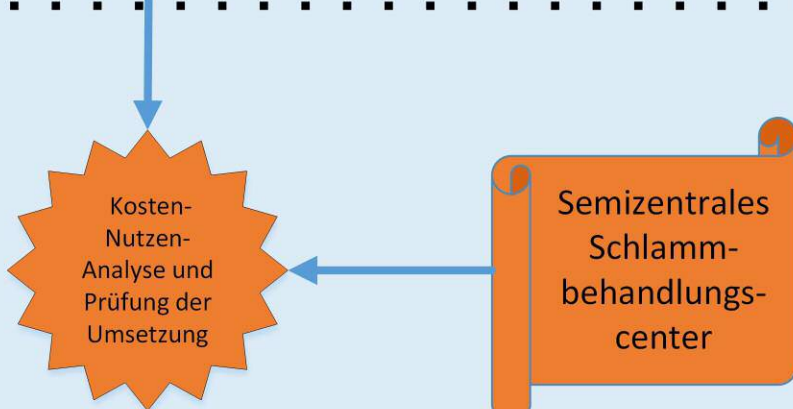 Kosten-
Nutzen-
Analyse und
Prüfung der
Umsetzung
Semizentrales
Schlamm-
behandlungs-
center